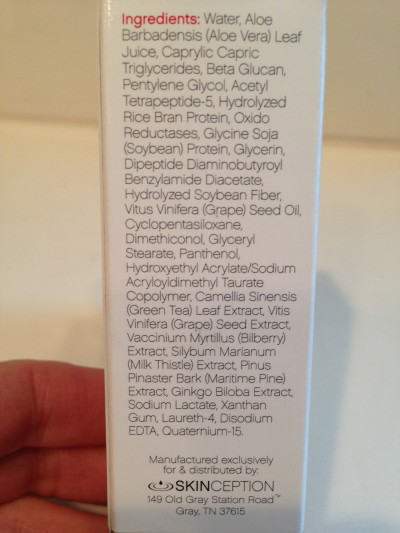 Ingredients: Water, Aloe
Barbadensis (Aloe Vera) Leaf
Juice, Caprylic Capric
Triglycerides, Beta Glucan,
Pentylene Glycol, Acetyl
Tetrapeptide-5, Hydrolyzed
Rice Bran Protein, Oxido
Reductases, Glycine Soja
(Soybean) Protein, Glycerin,
Dipeptide Diaminobutyroyl
Benzylamide Diacetate,
Hydrolyzed Soybean Fiber,
Vitus Vinifera (Grape) Seed Oil,
Cyclopentasiloxane,
Dimethiconol, Glyceryl
Stearate, Panthenol,
Hydroxyethyl Acrylate/Sodium
Acryloyldimethyl Taurate
Copolymer, Camellia Sinensis
(Green Tea) Leaf Extract, Vitis
Vinifera (Grape) Seed Extract,
Vaccinium Myrtillus (Bilberry)
Extract, Silybum Marianum
(Milk Thistle) Extract, Pinus
Pinaster Bark (Maritime Pine)
Extract, Ginkgo Biloba Extract,
Sodium Lactate, Xanthan
Gum, Laureth-4, Disodium
EDTA, Quaternium-15.
Manufactured exclusively
for & distributed by:
SKINCEPTION™
149 Old Gray Station Road
Gray, TN 37615